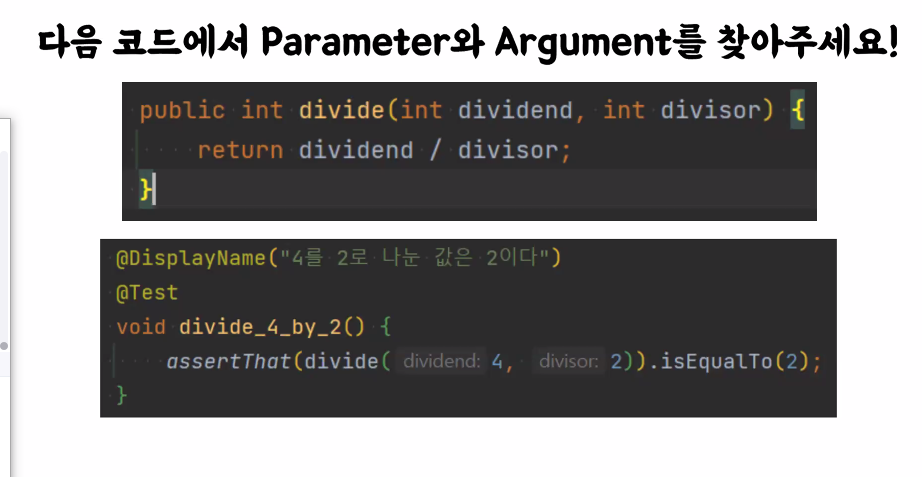 다음 코드에서 Parameter와 Argument를 찾아주세요!
public int divide(int dividend, int divisor) {
return dividend / divisor;
}
@DisplayName("4를 2로 나눈 값은 2이다")
@Test
void divide_4_by_2() {
assertThat(divide( dividend: 4, divisor: 2)).isEqualTo(2);
}